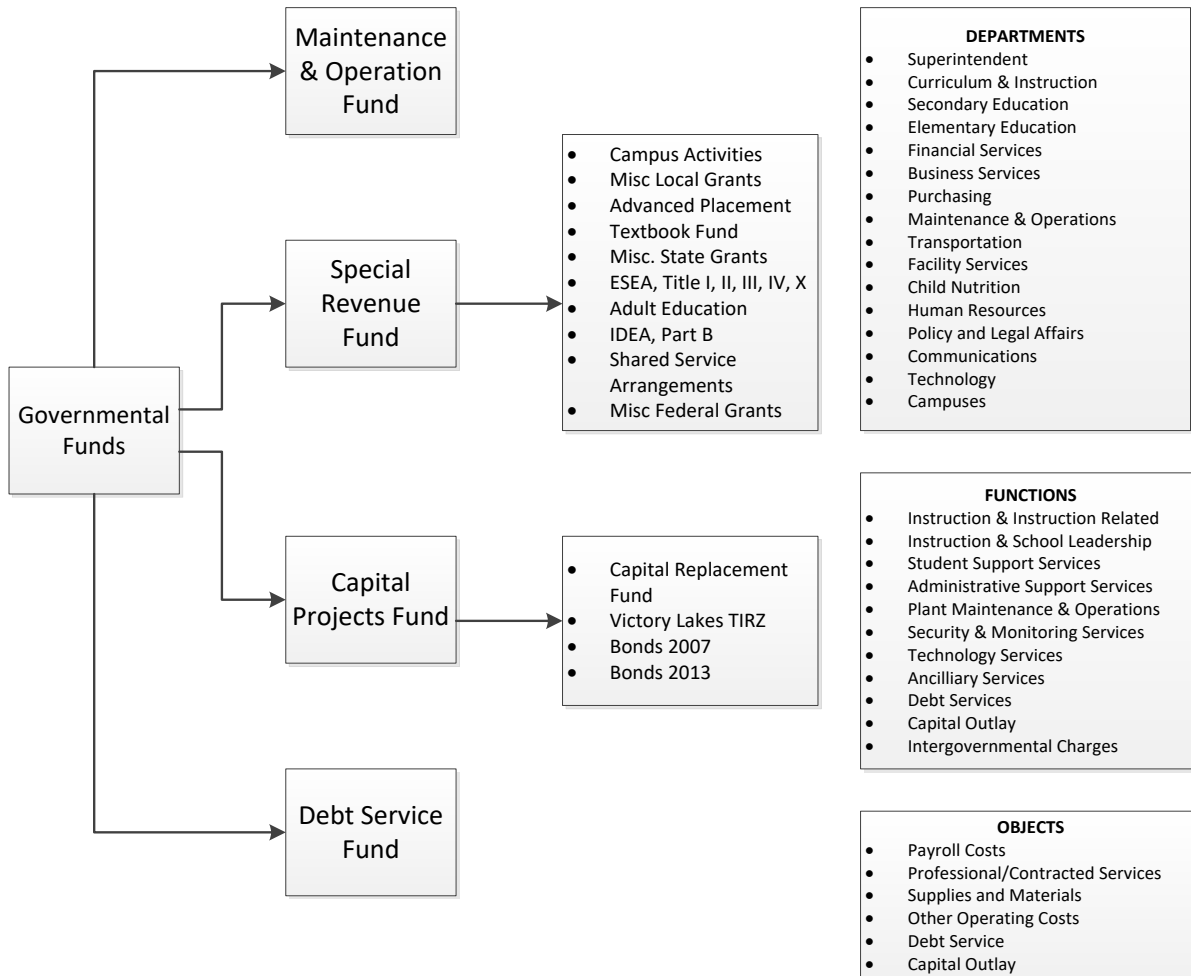 Maintenance
& Operation
Fund
Special
Revenue
Fund
Governmental
Funds
Capital
Projects Fund
Debt Service
Fund
• Campus Activities
• Misc Local Grants
• Advanced Placement
• Textbook Fund
• Misc. State Grants
• ESEA, Title I, II, III, IV, X
• Adult Education
• IDEA, Part B
• Shared Service
Arrangements
• Misc Federal Grants
• Capital Replacement
Fund
• Victory Lakes TIRZ
• Bonds 2007
• Bonds 2013
DEPARTMENTS
• Superintendent
• Curriculum & Instruction
• Secondary Education
• Elementary Education
• Financial Services
• Business Services
• Purchasing
• Maintenance & Operations
• Transportation
• Facility Services
• Child Nutrition
• Human Resources
• Policy and Legal Affairs
• Communications
• Technology
• Campuses
FUNCTIONS
• Instruction & Instruction Related
• Instruction & School Leadership
• Student Support Services
• Administrative Support Services
• Plant Maintenance & Operations
• Security & Monitoring Services
• Technology Services
• Ancilliary Services
• Debt Services
• Capital Outlay
• Intergovernmental Charges
OBJECTS
• Payroll Costs
• Professional/Contracted Services
• Supplies and Materials
• Other Operating Costs
• Debt Service
• Capital Outlay